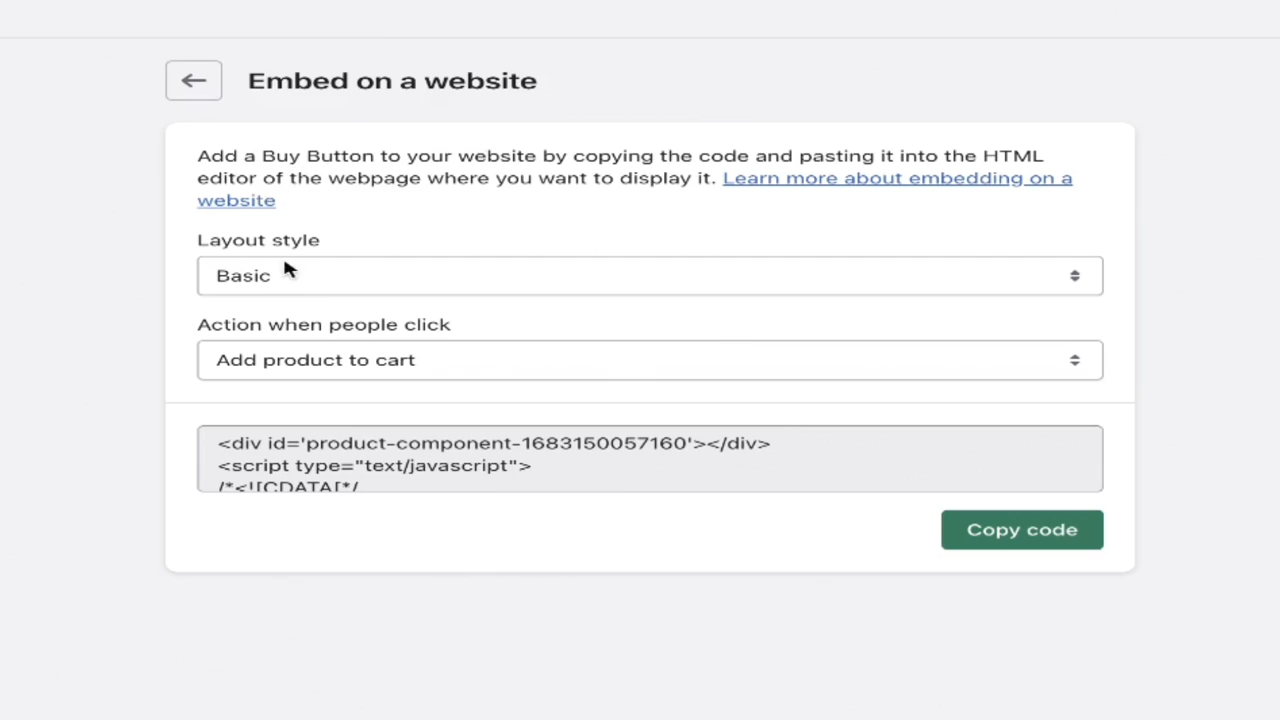 Embed on a website
Add a Buy Button to your website by copying the code and pasting it into the HTML
editor of the webpage where you want to display it. Learn more about embedding on a
website
Layout style
Basic
Action when people click
Add product to cart
<div id='product-component-1683150057160'></div>
<script type="text/javascript">
/*<![CDATA[*/
Copy code